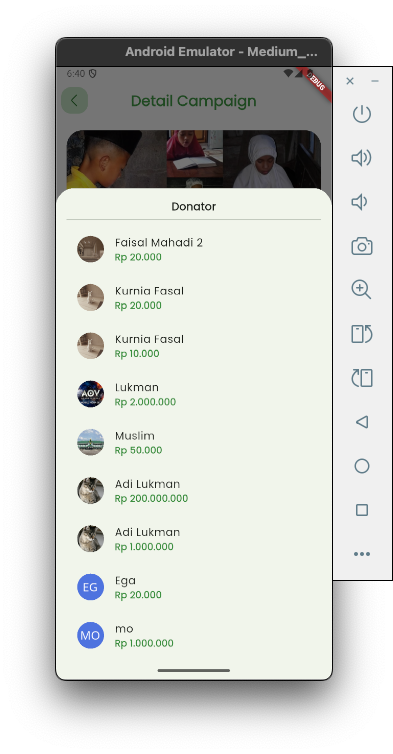 Android Emulator - Medium_...
6:40
DEBUG
Detail Campaign
Donator
Faisal Mahadi 2
Rp 20.000
Kurnia Fasal
Rp 20.000
Kurnia Fasal
Rp 10.000
AOV
Lukman
Rp 2.000.000
Muslim
Rp 50.000
Adi Lukman
Rp 200.000.000
Adi Lukman
Rp 1.000.000
EG
Ega
Rp 20.000
MO
mo
Rp 1.000.000